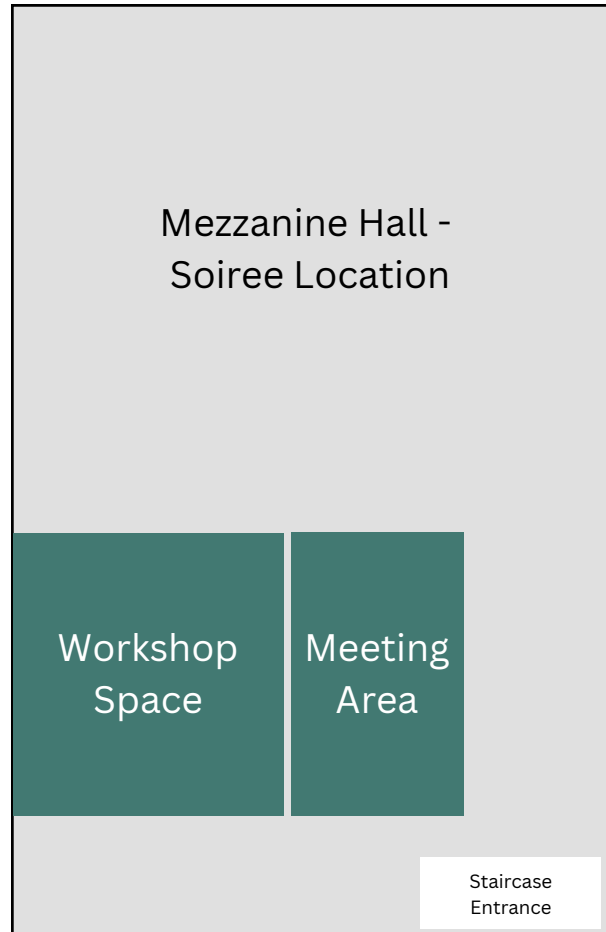 Mezzanine Hall -
Soiree Location
Workshop
Space
Meeting
Area
Staircase
Entrance